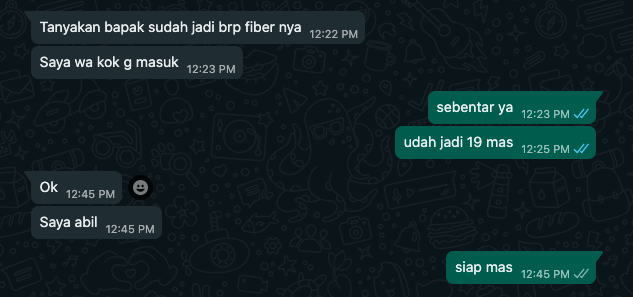 Tanyakan bapak sudah jadi brp fiber nya 12:22 PM
Saya wa kok g masuk 12:23 PM
sebentar ya 12:23 PM
udah jadi 19 mas 12:25 PM
Ok 12:45 PM
Saya abil 12:45 PM
siap mas 12:45 PM